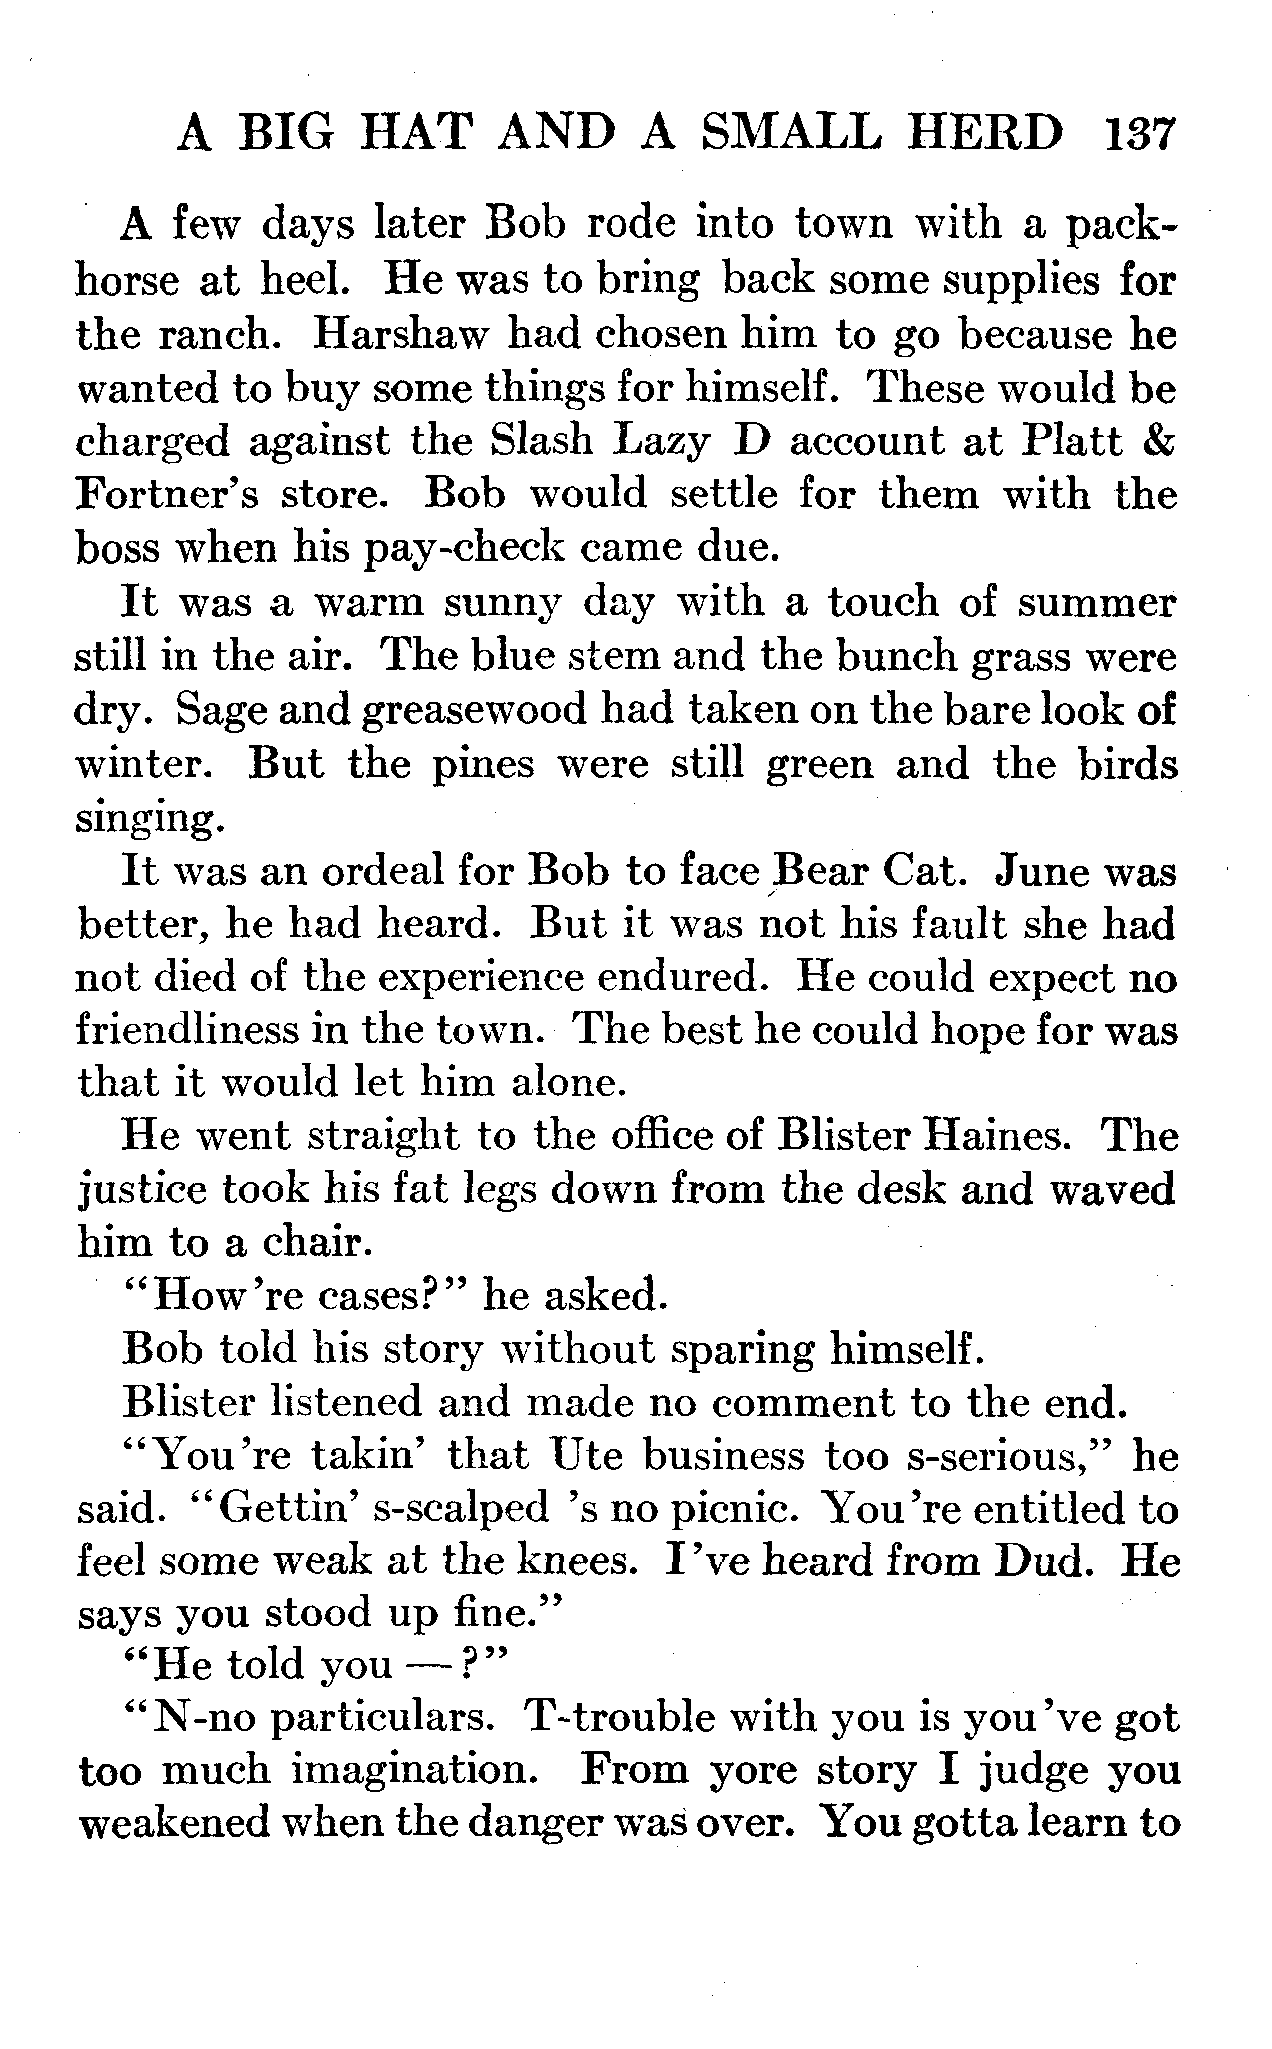 A BIG HAT AND A SMALL HERD 137
A few days later Bob rode into town with a pack-
horse at heel. He was to bring back some supplies for
the ranch. Harshaw had chosen him to go because he
wanted to buy some things for himself. These would be
charged against the Slash Lazy D account at Platt &
Fortner's store. Bob would settle for them with the
boss when his pay-check came due.
It was a warm sunny day with a touch of summer
still in the air. The blue stem and the bunch grass were
dry. Sage and greasewood had taken on the bare look of
winter. But the pines were still green and the birds
singing.
It was an ordeal for Bob to face Bear Cat. June was
better, he had heard. But it was not his fault she had
not died of the experience endured. He could expect no
friendliness in the town. The best he could hope for was
that it would let him alone.
He went straight to the office of Blister Haines. The
justice took his fat legs down from the desk and waved
him to a chair.
"How're cases?" he asked.
Bob told his story without sparing himself.
Blister listened and made no comment to the end.
"You're takin' that Ute business too s-serious," he
said. "Gettin' s-scalped 's no picnic. You're entitled to
feel some weak at the knees. I've heard from Dud. He
says you stood up fine."
"He told you — ?"
"N-no particulars. T-trouble with you is you've got
too much imagination. From yore story I judge you
weakened when the danger was over. You gotta learn to